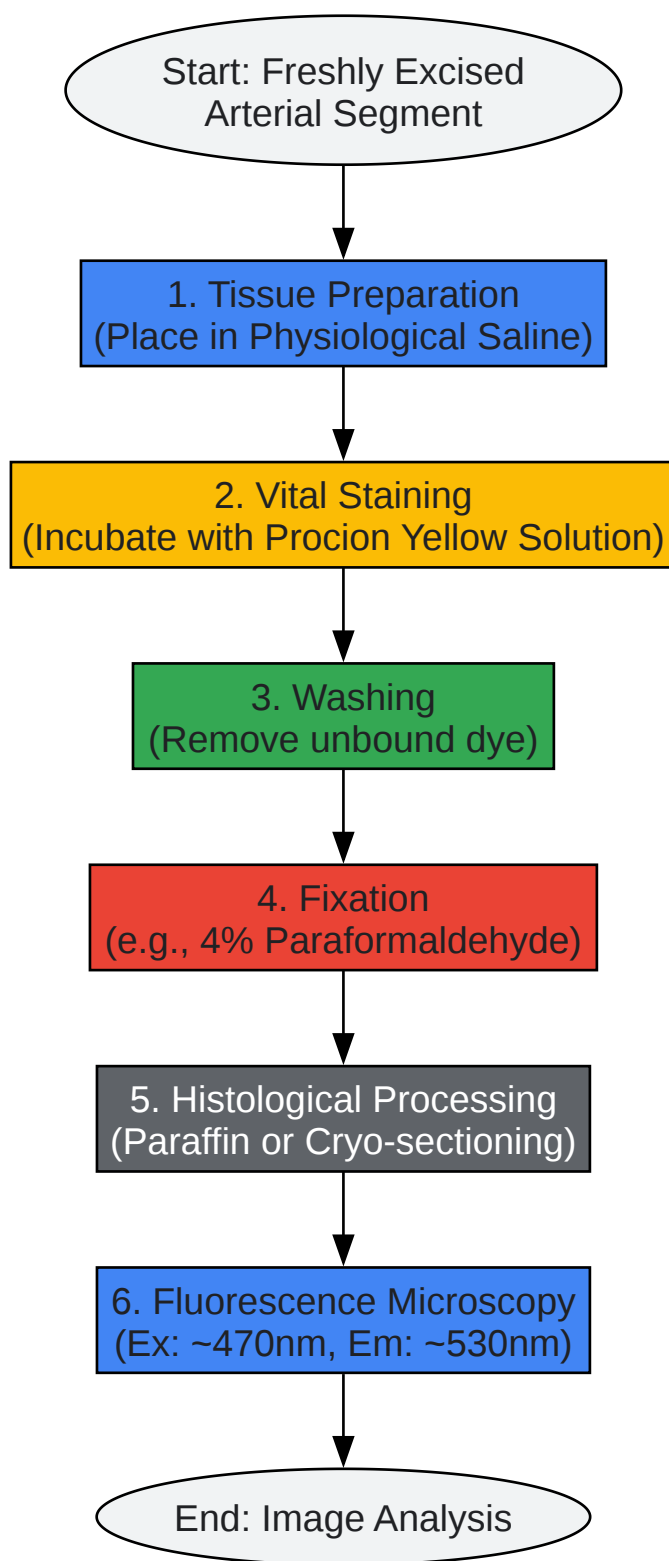 Start: Freshly Excised
Arterial Segment
1. Tissue Preparation
(Place in Physiological Saline)
2. Vital Staining
(Incubate with Procion Yellow Solution)
3. Washing
(Remove unbound dye)
4. Fixation
(e.g., 4% Paraformaldehyde)
5. Histological Processing
(Paraffin or Cryo-sectioning)
6. Fluorescence Microscopy
(Ex: ~470nm, Em: ~530nm)
End: Image Analysis